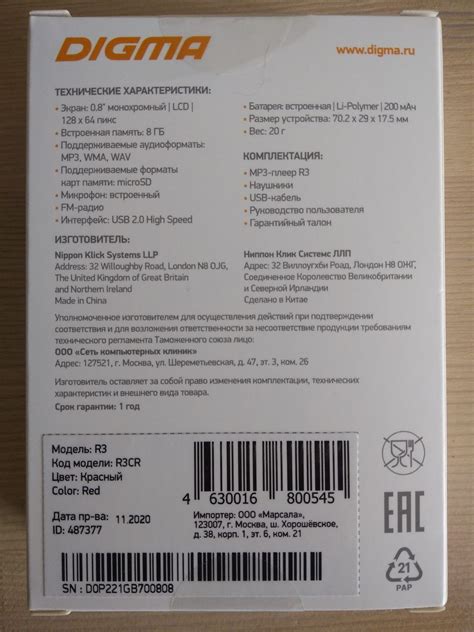 DIGMA
www.digma.ru
ТЕХНИЧЕСКИЕ ХАРАКТЕРИСТИКИ:
• Экран: 0.8" монохромный | LCD |
128 x 64 пикс
• Встроенная память: 8 ГБ
• Поддерживаемые аудиоформаты:
MP3, WMA, WAV
• Поддерживаемые форматы
карт памяти: microSD
• Микрофон: встроенный
• FM-радио
• Интерфейс: USB 2.0 High Speed
• Батарея: встроенная | Li-Polymer | 200 мАч
• Размер устройства: 70.2 x 29 x 17.5 мм
• Вес: 20 г
КОМПЛЕКТАЦИЯ:
• MP3-плеер R3
• Наушники
• USB-кабель
• Руководство пользователя
• Гарантийный талон
ИЗГОТОВИТЕЛЬ:
Nippon Klick Systems LLP
Address: 32 Willoughby Road, London N8 OJG,
The United Kingdom of Great Britain
and Northern Ireland
Made in China
Ниппон Клик Системс ЛЛП
Адрес: 32 Виллоугхби Роад, Лондон Н8 ОЖГ,
Соединенное Королевство Великобритании
и Северной Ирландии
Сделано в Китае
Уполномоченное изготовителем для осуществления действий при подтверждении
соответствия и для возложения ответственности за несоответствие продукции требованиям
технического регламента Таможенного союза лицо:
ООО «Сеть компьютерных клиник»
Адрес: 127521, г. Москва, ул. Шереметьевская, д. 47, эт. 3, ком. 26
Изготовитель оставляет за собой право изменения комплектации, технических
характеристик и внешнего вида товара.
Срок гарантии: 1 год
Модель: R3
Код модели: R3CR
Цвет: Красный
Color: Red
Дата пр-ва: 11.2020
ID: 487377
4 630016 800545
Импортер: ООО «Марсала»,
123007, г. Москва, ш. Хорошёвское,
д. 38, корп. 1, эт. 6, ком. 21
SN : D0P221GB700808
EAC
21
PAP